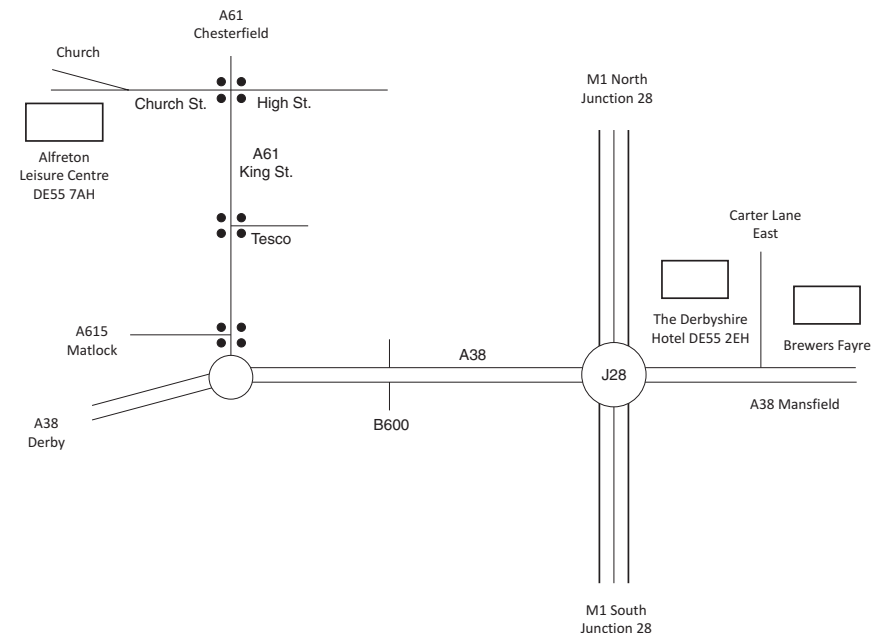 A61
Chesterfield
Church
Church St.
High St.
M1 North
Junction 28
Alfreton
Leisure Centre
DE55 7AH
A61
King St.
Tesco
Carter Lane
East
The Derbyshire
Hotel DE55 2EH
Brewers Fayre
A615
Matlock
A38
J28
A38 Mansfield
A38
Derby
B600
M1 South
Junction 28